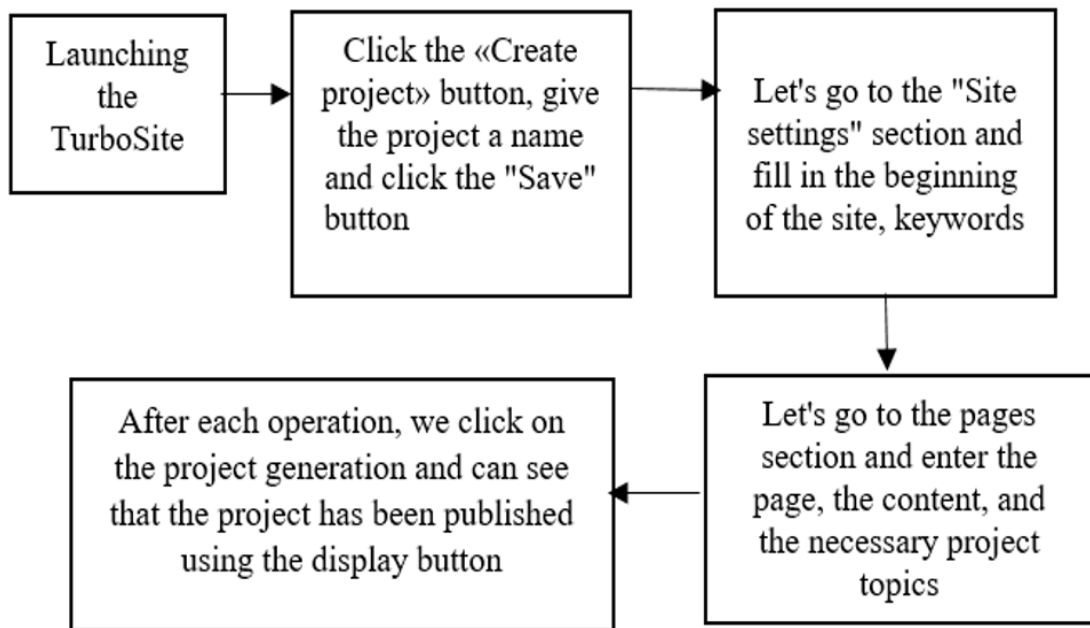 Launching
the
TurboSite
Click the «Create
project» button, give
the project a name
and click the "Save"
button
Let's go to the "Site
settings" section and
fill in the beginning
of the site, keywords
Let's go to the pages
section and enter the
page, the content, and
the necessary project
topics
After each operation, we click on
the project generation and can see
that the project has been published
using the display button